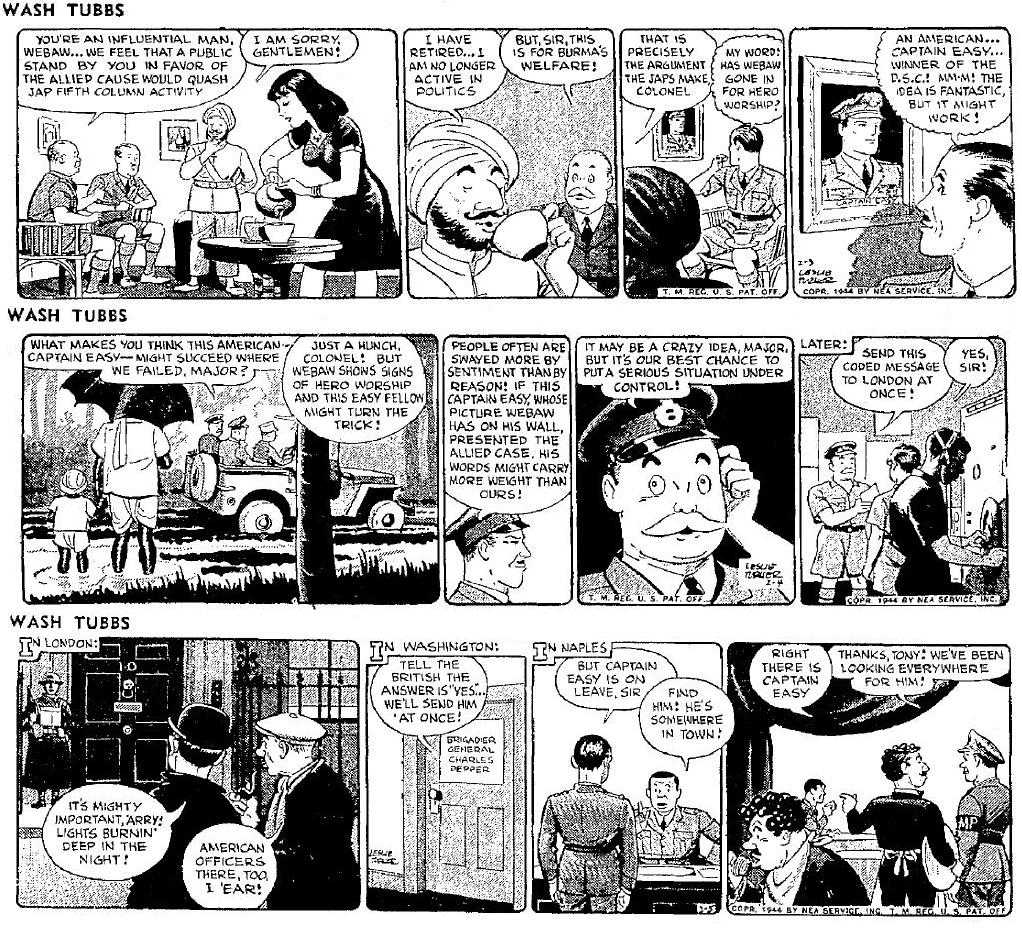 WASH TUBBS
YOU'RE AN INFLUENTIAL MAN,
WEBAW... WE FEEL THAT A PUBLIC
STAND BY YOU IN FAVOR OF
THE ALLIED CAUSE WOULD QUASH
JAP FIFTH COLUMN ACTIVITY
I AM SORRY,
GENTLEMEN!
I HAVE
RETIRED... I
AM NO LONGER
ACTIVE IN
POLITICS
BUT, SIR, THIS
IS FOR BURMA'S
WELFARE!
THAT IS
PRECISELY
THE ARGUMENT
THE JAPS MAKE,
COLONEL
MY WORD!
HAS WEBAW
GONE IN
FOR HERO
WORSHIP?
T. M. REG. U. S. PAT. OFF.
AN AMERICAN...
CAPTAIN EASY...
WINNER OF THE
D.S.C.! MM-M! THE
IDEA IS FANTASTIC,
BUT IT MIGHT
WORK!
CAPTAIN EASY
2-3
LESLIE
TURNER
COPR. 1944 BY NEA SERVICE, INC.
WASH TUBBS
WHAT MAKES YOU THINK THIS AMERICAN--
CAPTAIN EASY--MIGHT SUCCEED WHERE
WE FAILED, MAJOR?
JUST A HUNCH,
COLONEL! BUT
WEBAW SHOWS SIGNS
OF HERO WORSHIP
AND THIS EASY FELLOW
MIGHT TURN THE
TRICK!
PEOPLE OFTEN ARE
SWAYED MORE BY
SENTIMENT THAN BY
REASON! IF THIS
CAPTAIN EASY, WHOSE
PICTURE WEBAW
HAS ON HIS WALL,
PRESENTED THE
ALLIED CASE, HIS
WORDS MIGHT CARRY
MORE WEIGHT THAN
OURS!
IT MAY BE A CRAZY IDEA, MAJOR,
BUT IT'S OUR BEST CHANCE TO
PUT A SERIOUS SITUATION UNDER
CONTROL!
LESLIE
TURNER
2-4
T. M. REG. U. S. PAT. OFF.
LATER:
SEND THIS
CODED MESSAGE
TO LONDON AT
ONCE!
YES,
SIR!
COPR. 1944 BY NEA SERVICE, INC.
WASH TUBBS
IN LONDON:
IT'S MIGHTY
IMPORTANT, 'ARRY!
LIGHTS BURNIN'
DEEP IN THE
NIGHT!
AMERICAN
OFFICERS
THERE, TOO,
I 'EAR!
IN WASHINGTON:
TELL THE
BRITISH THE
ANSWER IS "YES"...
WE'LL SEND HIM
'AT ONCE!
BRIGADIER
GENERAL
CHARLES
PEPPER
LESLIE
TURNER
IN NAPLES
BUT CAPTAIN
EASY IS ON
LEAVE, SIR
FIND
HIM! HE'S
SOMEWHERE
IN TOWN!
2-5
RIGHT
THERE IS
CAPTAIN
EASY
THANKS, TONY! WE'VE BEEN
LOOKING EVERYWHERE
FOR HIM!
MP
COPR. 1944 BY NEA SERVICE, INC. T. M. REG. U. S. PAT. OFF.